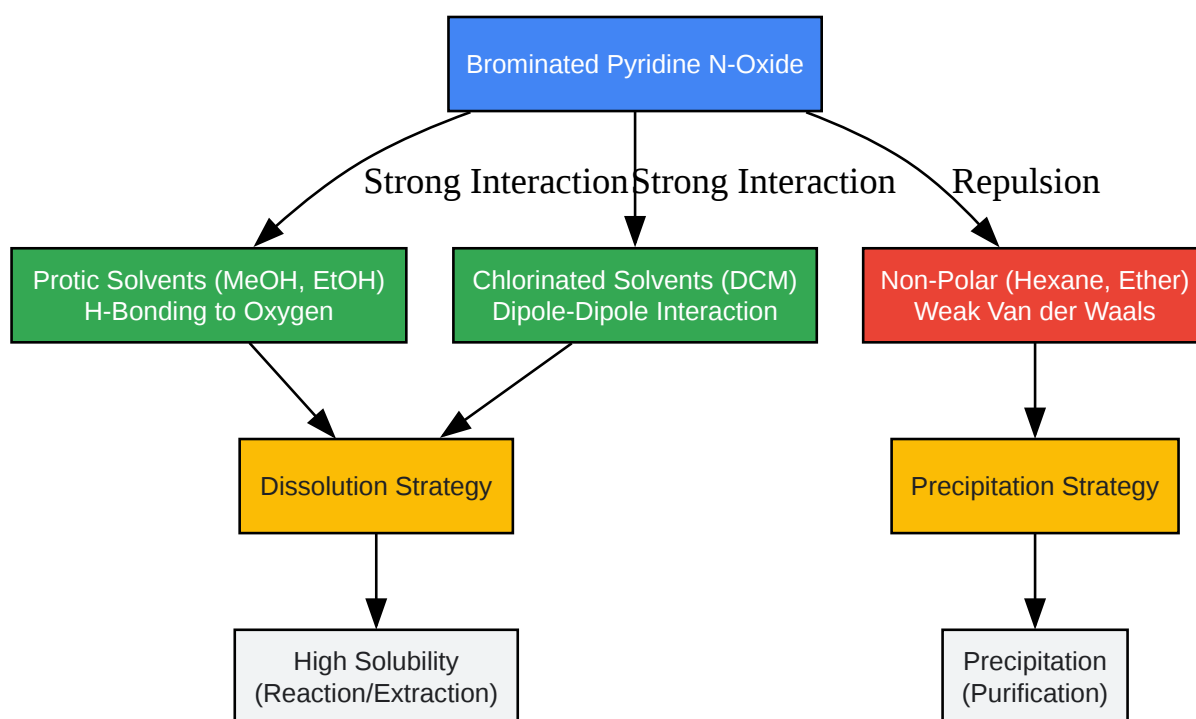 Brominated Pyridine N-Oxide
Strong Interaction
Strong Interaction
Repulsion
Protic Solvents (MeOH, EtOH)
H-Bonding to Oxygen
Chlorinated Solvents (DCM)
Dipole-Dipole Interaction
Non-Polar (Hexane, Ether)
Weak Van der Waals
Dissolution Strategy
Precipitation Strategy
High Solubility
(Reaction/Extraction)
Precipitation
(Purification)